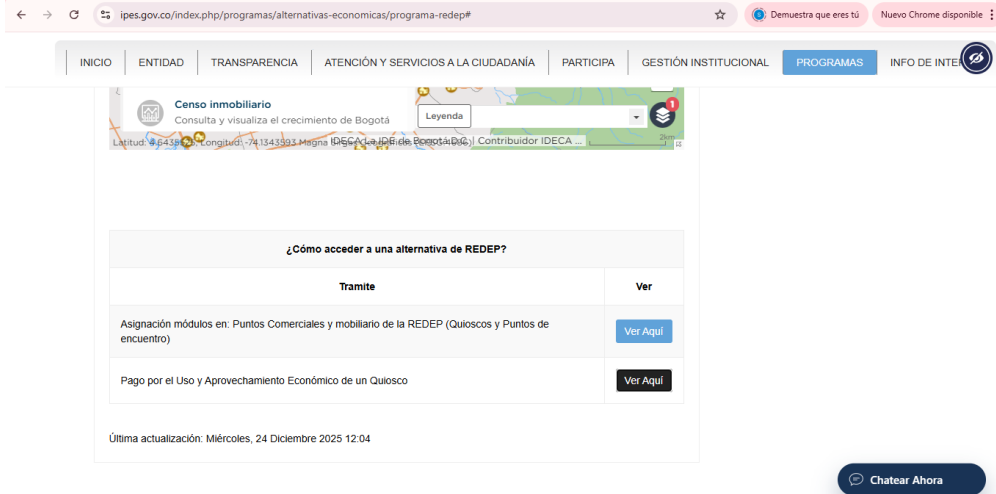 ipes.gov.co/index.php/programas/alternativas-economicas/programa-redep#
Demuestra que eres tú
Nuevo Chrome disponible
INICIO
ENTIDAD
TRANSPARENCIA
ATENCIÓN Y SERVICIOS A LA CIUDADANÍA
PARTICIPA
GESTIÓN INSTITUCIONAL
PROGRAMAS
INFO DE INTE
Censo inmobiliario
Consulta y visualiza el crecimiento de Bogotá
Leyenda
1
2km
Contribuidor IDECA ...
¿Cómo acceder a una alternativa de REDEP?
Tramite
Ver
Asignación módulos en: Puntos Comerciales y mobiliario de la REDEP (Quioscos y Puntos de
encuentro)
Ver Aquí
Pago por el Uso y Aprovechamiento Económico de un Quiosco
Ver Aquí
Última actualización: Miércoles, 24 Diciembre 2025 12:04
Chatear Ahora